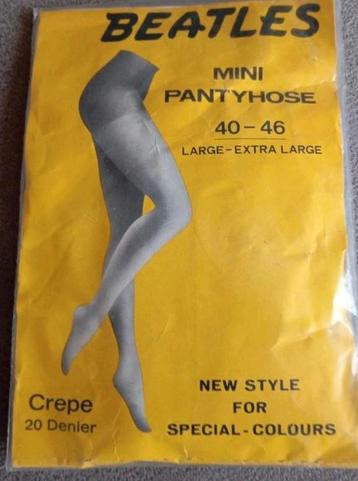 BEATLES
MINI
PANTYHOSE
40-46
LARGE-EXTRA LARGE
Crepe
20 Denier
NEW STYLE
FOR
SPECIAL-COLOURS